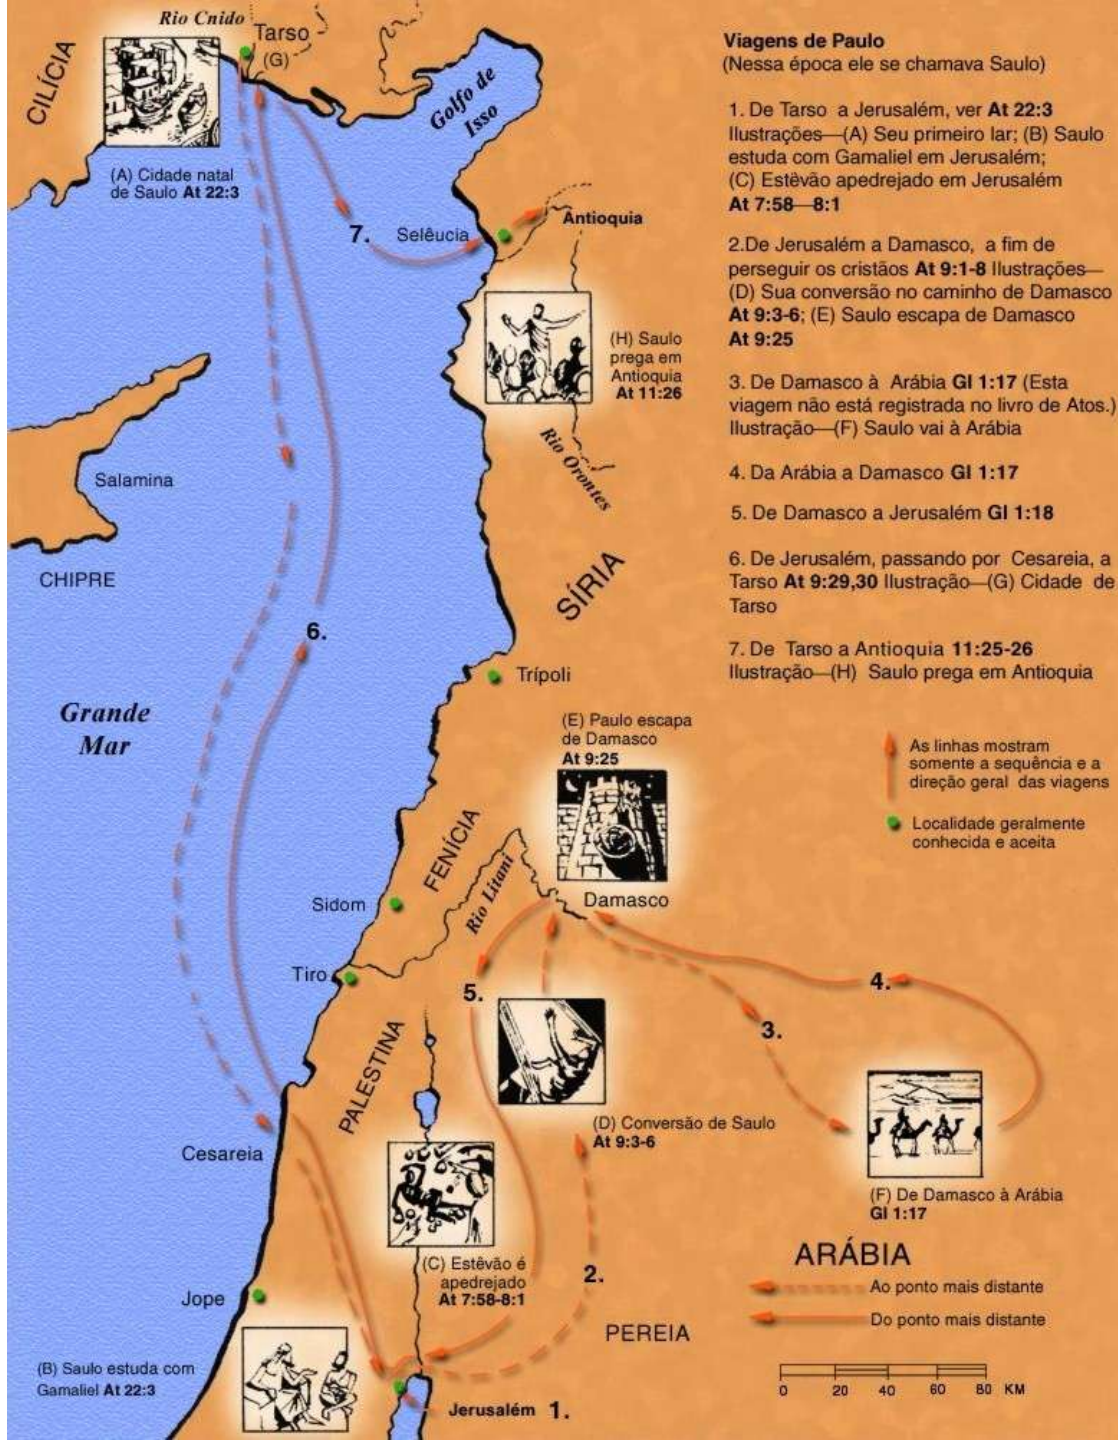 Rio Cnido
Tarso
(G)
CILÍCIA
Golfo de
Isso
(A) Cidade natal
de Saulo At 22:3
7.
Selêucia
Antioquia
(H) Saulo
prega em
Antioquia
At 11:26
Rio Orontes
Salamina
CHIPRE
SÍRIA
6.
Trípoli
Grande
Mar
(E) Paulo escapa
de Damasco
At 9:25
FENÍCIA
Rio Litani
Damasco
Sidom
Tiro
5.
4.
3.
PALESTINA
(D) Conversão de Saulo
At 9:3-6
Cesareia
(F) De Damasco à Arábia
Gl 1:17
(C) Estêvão é
apedrejado
At 7:58-8:1
2.
Jope
PEREIA
(B) Saulo estuda com
Gamaliel At 22:3
Jerusalém 1.
Viagens de Paulo
(Nessa época ele se chamava Saulo)
1. De Tarso a Jerusalém, ver At 22:3
Ilustrações—(A) Seu primeiro lar; (B) Saulo
estuda com Gamaliel em Jerusalém;
(C) Estêvão apedrejado em Jerusalém
At 7:58—8:1
2.De Jerusalém a Damasco, a fim de
perseguir os cristãos At 9:1-8 Ilustrações—
(D) Sua conversão no caminho de Damasco
At 9:3-6; (E) Saulo escapa de Damasco
At 9:25
3. De Damasco à Arábia Gl 1:17 (Esta
viagem não está registrada no livro de Atos.)
Ilustração—(F) Saulo vai à Arábia
4. Da Arábia a Damasco Gl 1:17
5. De Damasco a Jerusalém Gl 1:18
6. De Jerusalém, passando por Cesareia, a
Tarso At 9:29,30 Ilustração—(G) Cidade de
Tarso
7. De Tarso a Antioquia 11:25-26
Ilustração—(H) Saulo prega em Antioquia
As linhas mostram
somente a sequência e a
direção geral das viagens
Localidade geralmente
conhecida e aceita
ARÁBIA
Ao ponto mais distante
Do ponto mais distante
0 20 40 60 80 KM